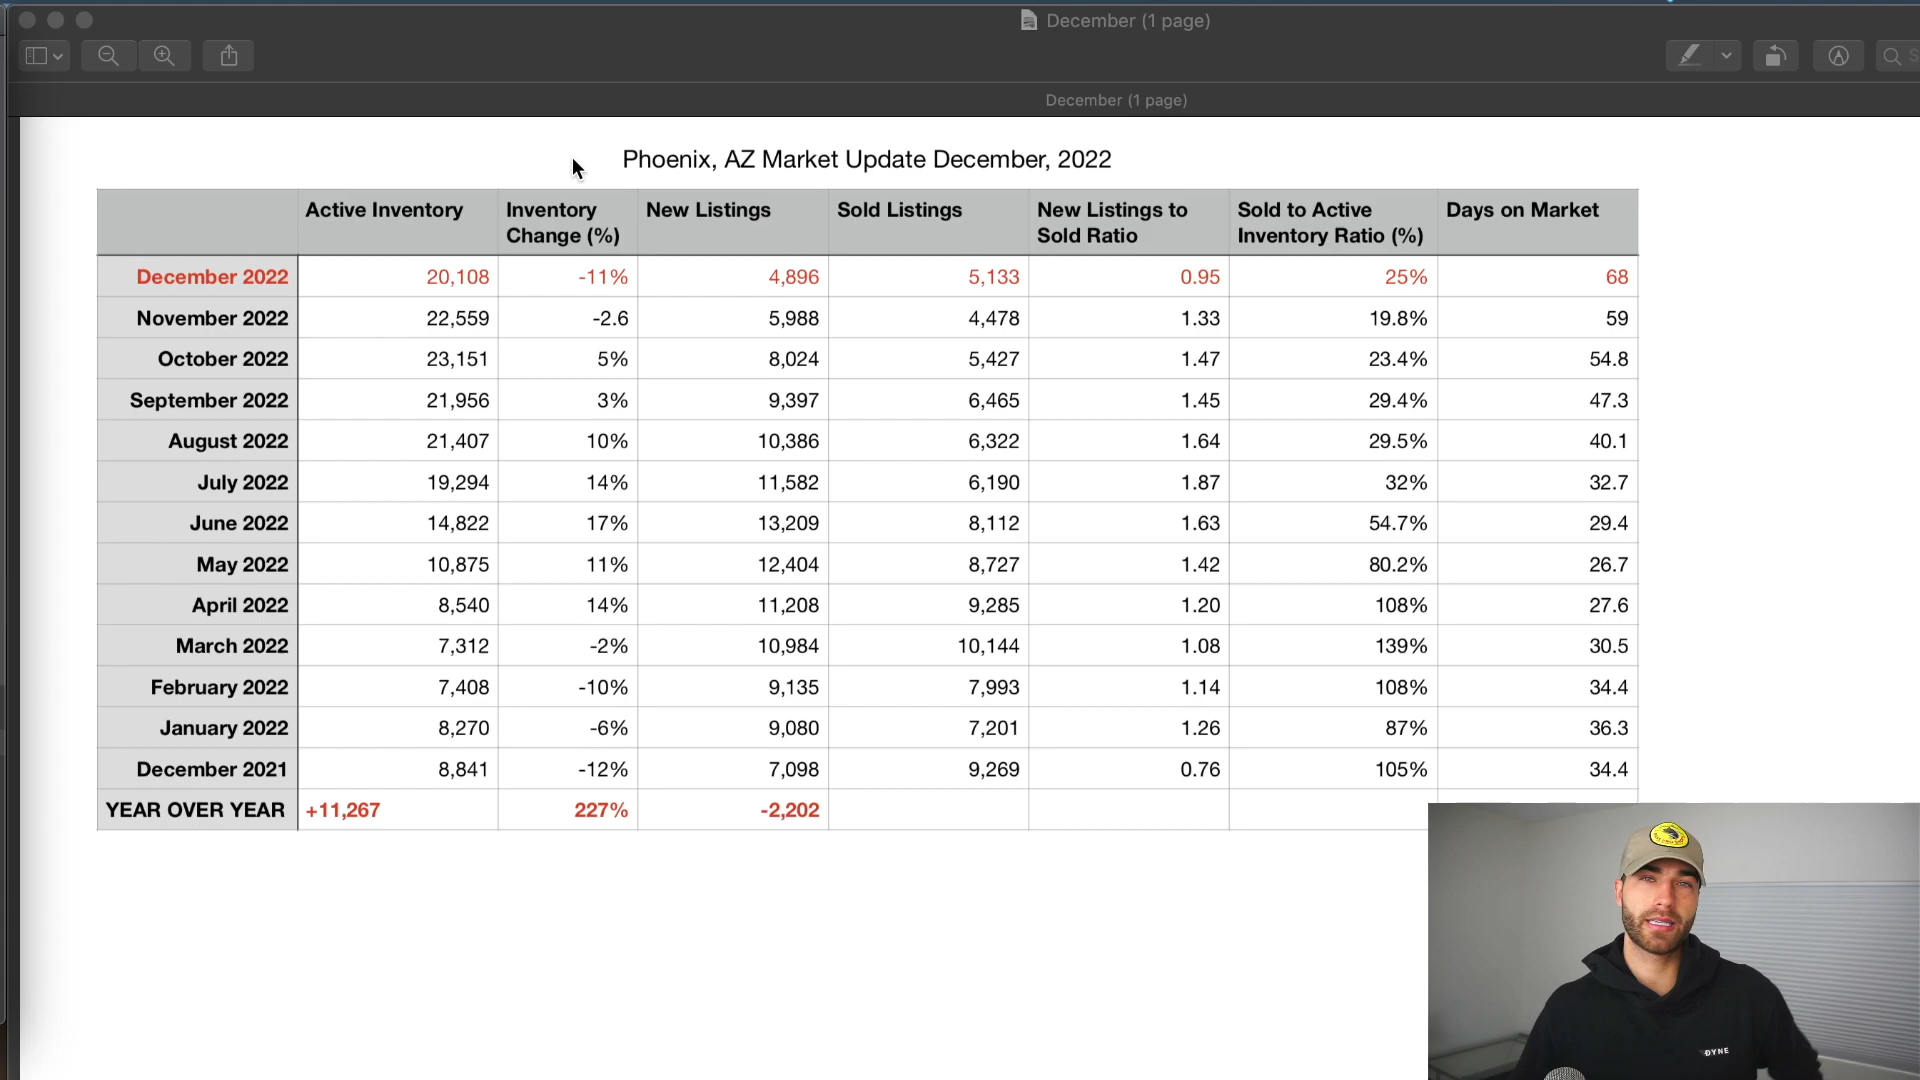 December (1 page)
December (1 page)
Phoenix, AZ Market Update December, 2022
Active Inventory Inventory Change (%) New Listings Sold Listings New Listings to Sold Ratio Sold to Active Inventory Ratio (%) Days on Market
December 2022 20,108 -11% 4,896 5,133 0.95 25% 68
November 2022 22,559 -2.6 5,988 4,478 1.33 19.8% 59
October 2022 23,151 5% 8,024 5,427 1.47 23.4% 54.8
September 2022 21,956 3% 9,397 6,465 1.45 29.4% 47.3
August 2022 21,407 10% 10,386 6,322 1.64 29.5% 40.1
July 2022 19,294 14% 11,582 6,190 1.87 32% 32.7
June 2022 14,822 17% 13,209 8,112 1.63 54.7% 29.4
May 2022 10,875 11% 12,404 8,727 1.42 80.2% 26.7
April 2022 8,540 14% 11,208 9,285 1.20 108% 27.6
March 2022 7,312 -2% 10,984 10,144 1.08 139% 30.5
February 2022 7,408 -10% 9,135 7,993 1.14 108% 34.4
January 2022 8,270 -6% 9,080 7,201 1.26 87% 36.3
December 2021 8,841 -12% 7,098 9,269 0.76 105% 34.4
YEAR OVER YEAR +11,267 227% -2,202
DYNE